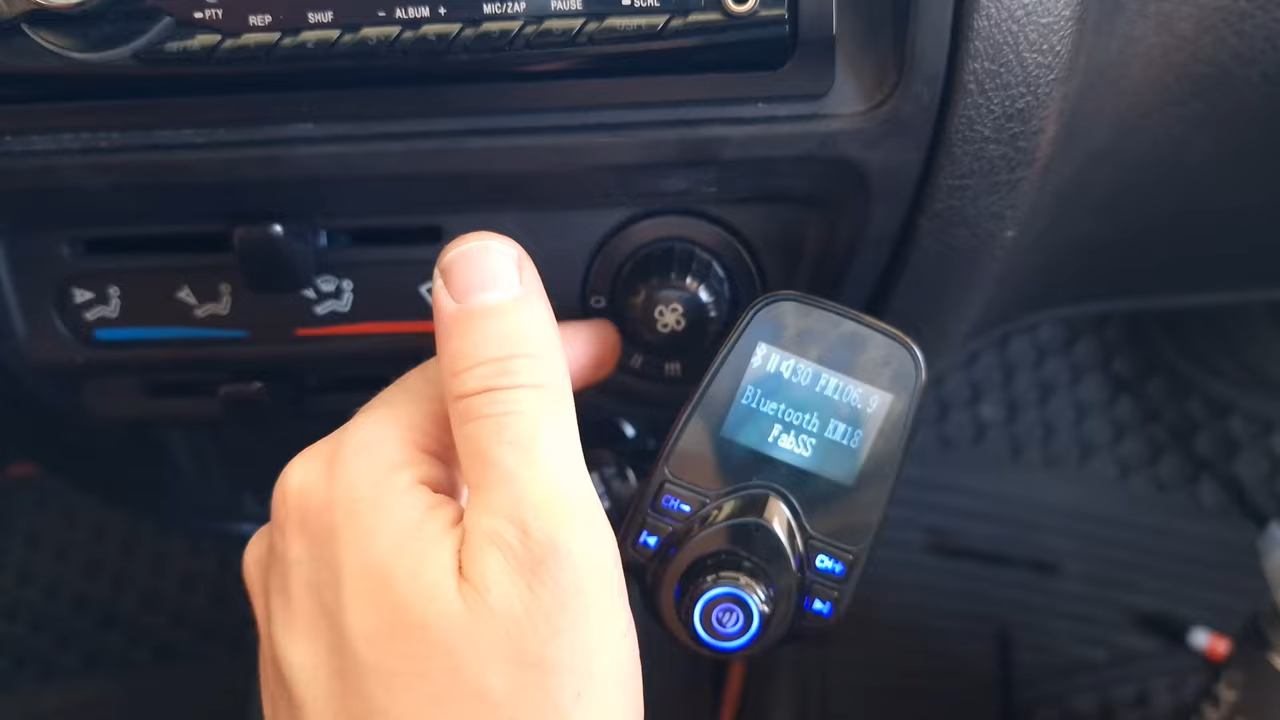 PTY REP SHUF - ALBUM + MIC/ZAP PAUSE SCRL
30 FM106.9
Bluetooth KM18
FabSS
CH-
CH+